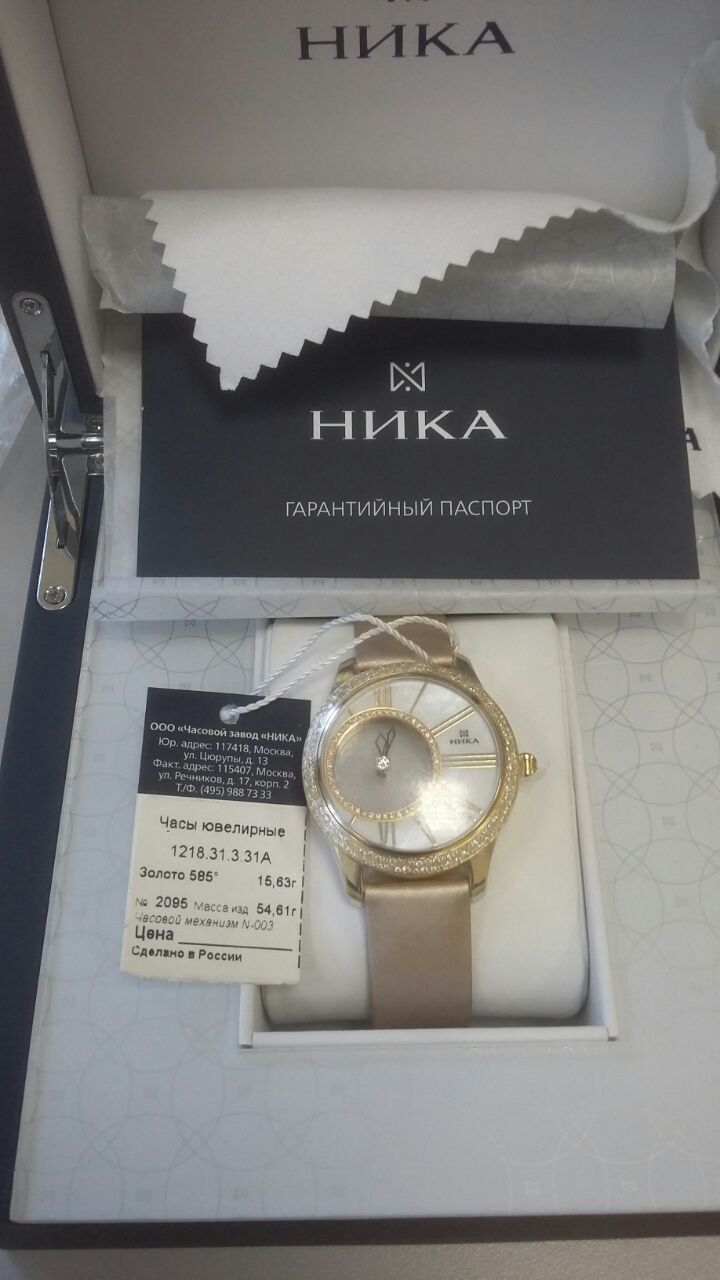 НИКА
НИКА
ГАРАНТИЙНЫЙ ПАСПОРТ
А
НИКА
ООО «Часовой завод «НИКА»
Юр. адрес: 117418, Москва,
ул. Цюрупы, д. 13
Факт. адрес: 115407, Москва,
ул. Речников, д. 17, корп. 2
Т./Ф. (495) 988 73 33
Часы ювелирные
1218.31.3.31А
Золото 585° 15,63г
№ 2095 Масса изд 54,61г
Часовой механизм N-003
Цена
Сделано в России